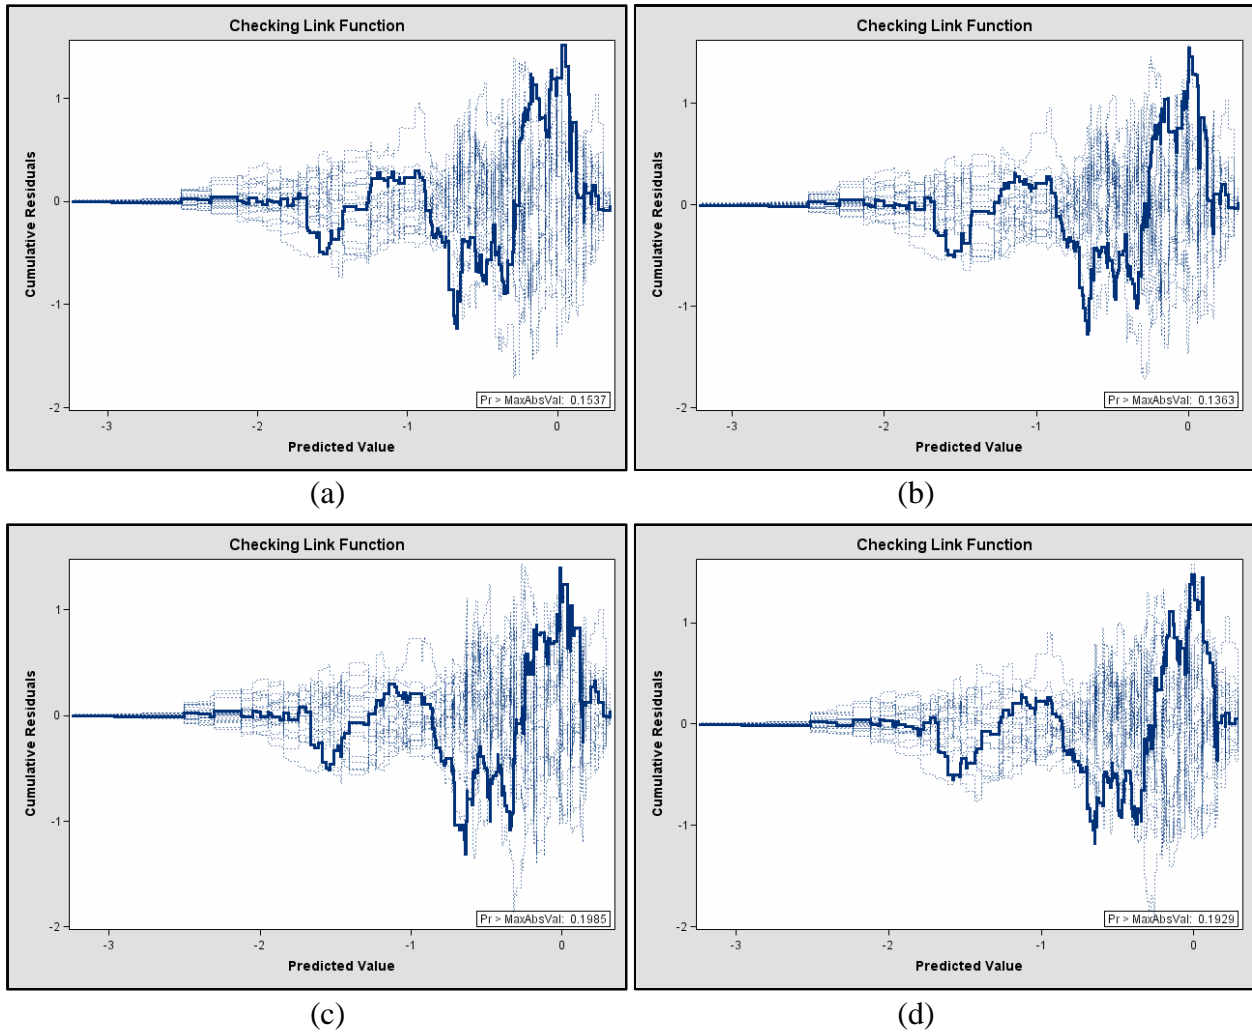 Checking Link Function
Cumulative Residuals
1
0
-1
-2
Pr > MaxAbsVal: 0.1537
-3 -2 -1 0
Predicted Value
(a)
Checking Link Function
Cumulative Residuals
1
0
-1
-2
Pr > MaxAbsVal: 0.1363
-3 -2 -1 0
Predicted Value
(b)
Checking Link Function
Cumulative Residuals
1
0
-1
-2
Pr > MaxAbsVal: 0.1985
-3 -2 -1 0
Predicted Value
(c)
Checking Link Function
Cumulative Residuals
1
0
-1
-2
Pr > MaxAbsVal: 0.1929
-3 -2 -1 0
Predicted Value
(d)